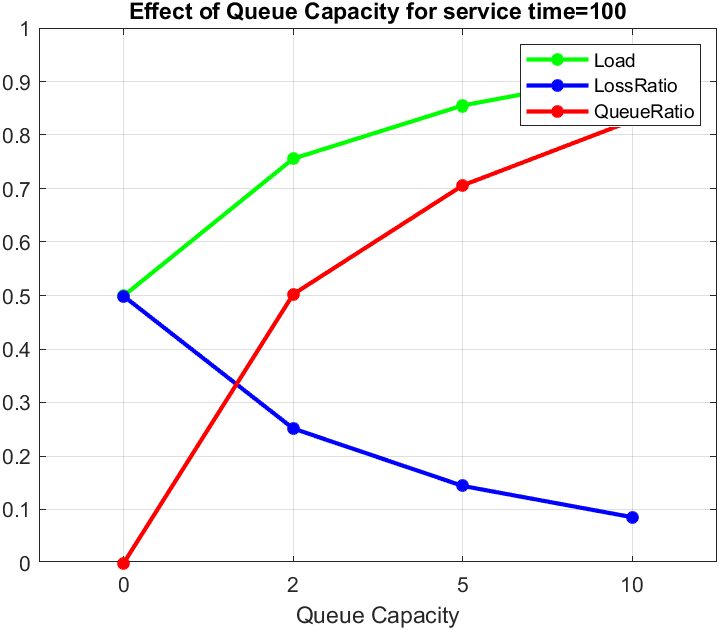 Effect of Queue Capacity for service time=100
1
0.9
0.8
0.7
0.6
0.5
0.4
0.3
0.2
0.1
0
Load
LossRatio
QueueRatio
0 2 5 10
Queue Capacity